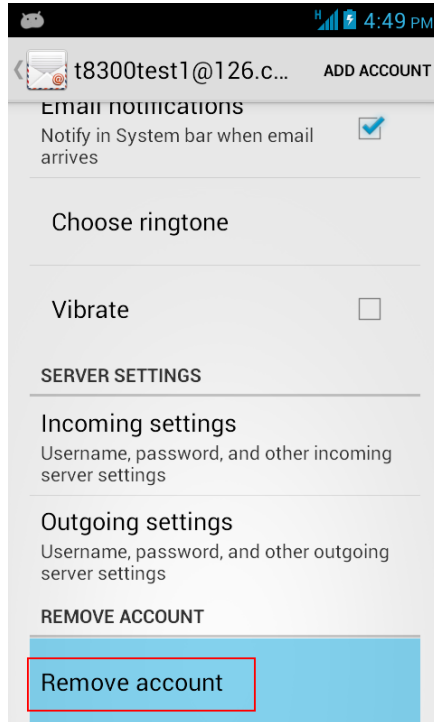 H 4:49 PM
t8300test1@126.c... ADD ACCOUNT
Email notifications
Notify in System bar when email
arrives
Choose ringtone
Vibrate
SERVER SETTINGS
Incoming settings
Username, password, and other incoming
server settings
Outgoing settings
Username, password, and other outgoing
server settings
REMOVE ACCOUNT
Remove account